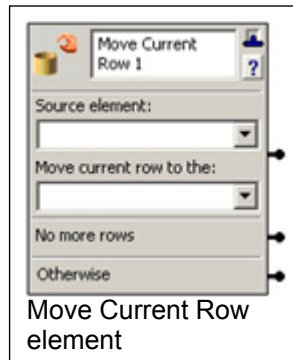 Move Current
Row 1
?
Source element:
Move current row to the:
No more rows
Otherwise
Move Current Row
element